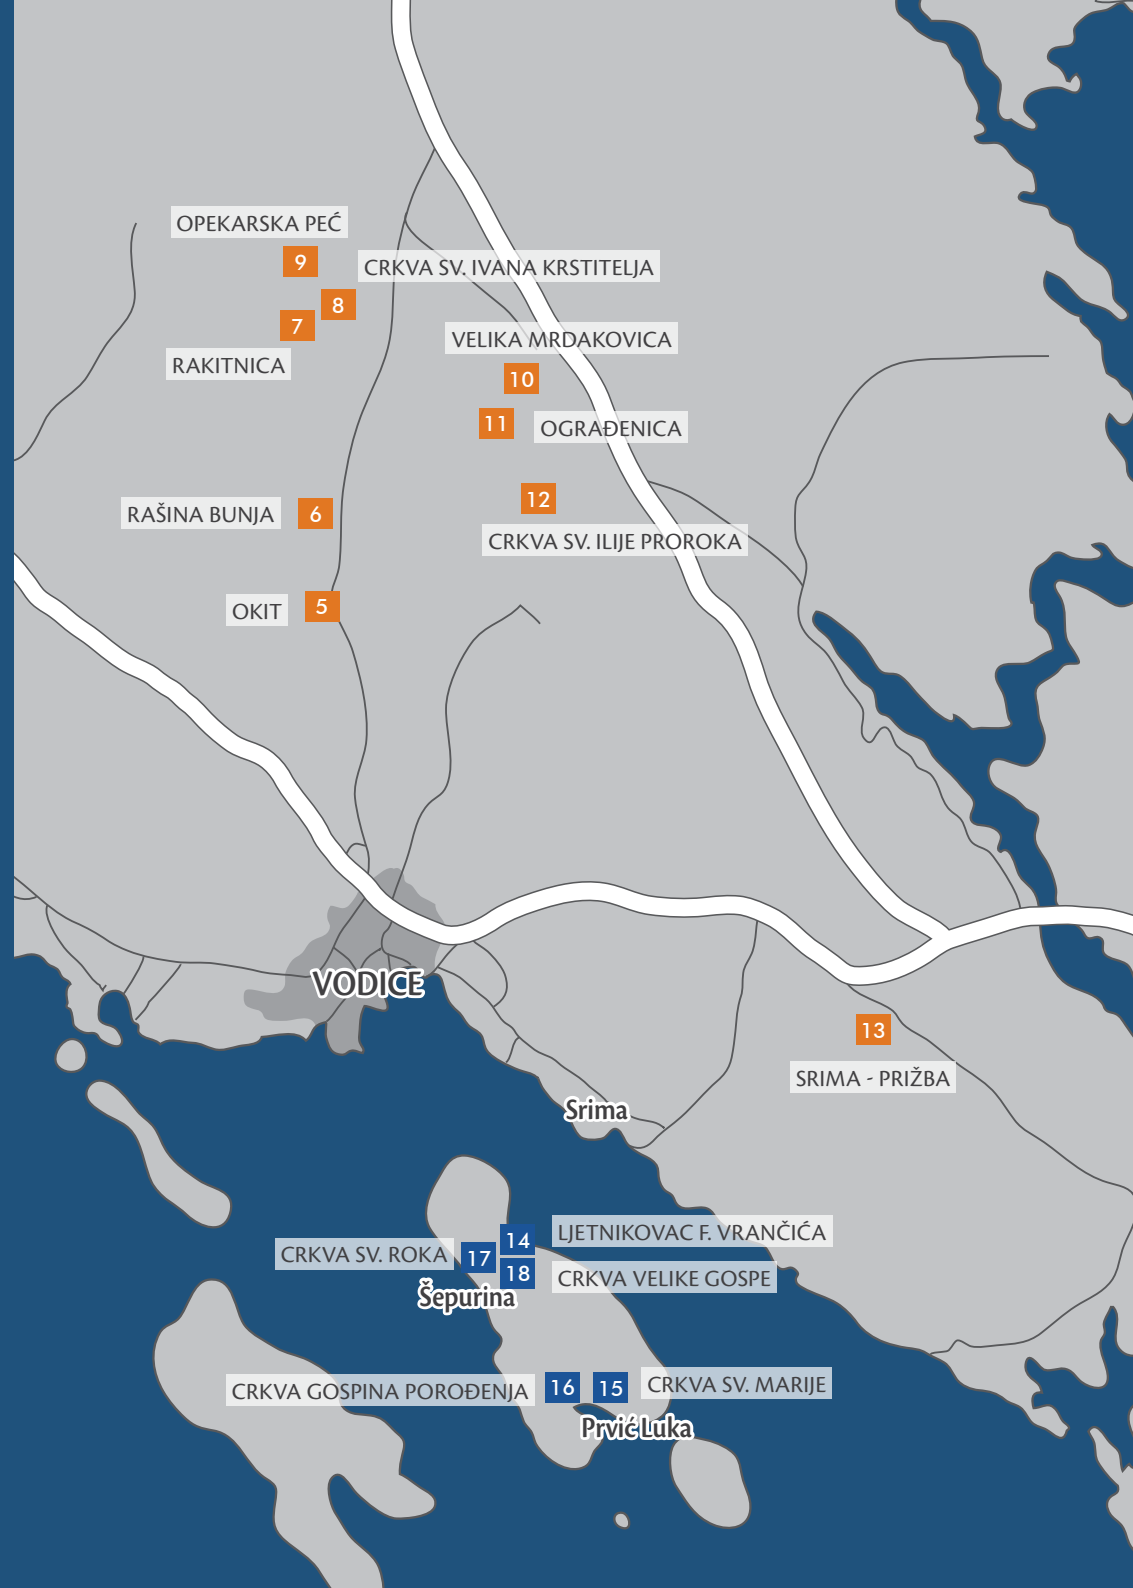 OPEKARSKA PEĆ
9
CRKVA SV. IVANA KRSTITELJA
8
7
RAKITNICA
VELIKA MRDAKOVICA
10
11
OGRAĐENICA
12
RAŠINA BUNJA
6
CRKVA SV. ILIJE PROROKA
OKIT
5
VODICE
13
SRIMA - PRIŽBA
Srima
14
LJETNIKOVAC F. VRANČIĆA
CRKVA SV. ROKA
17
18
CRKVA VELIKE GOSPE
Šepurina
CRKVA GOSPINA POROĐENJA
16
15
CRKVA SV. MARIJE
Prvić Luka